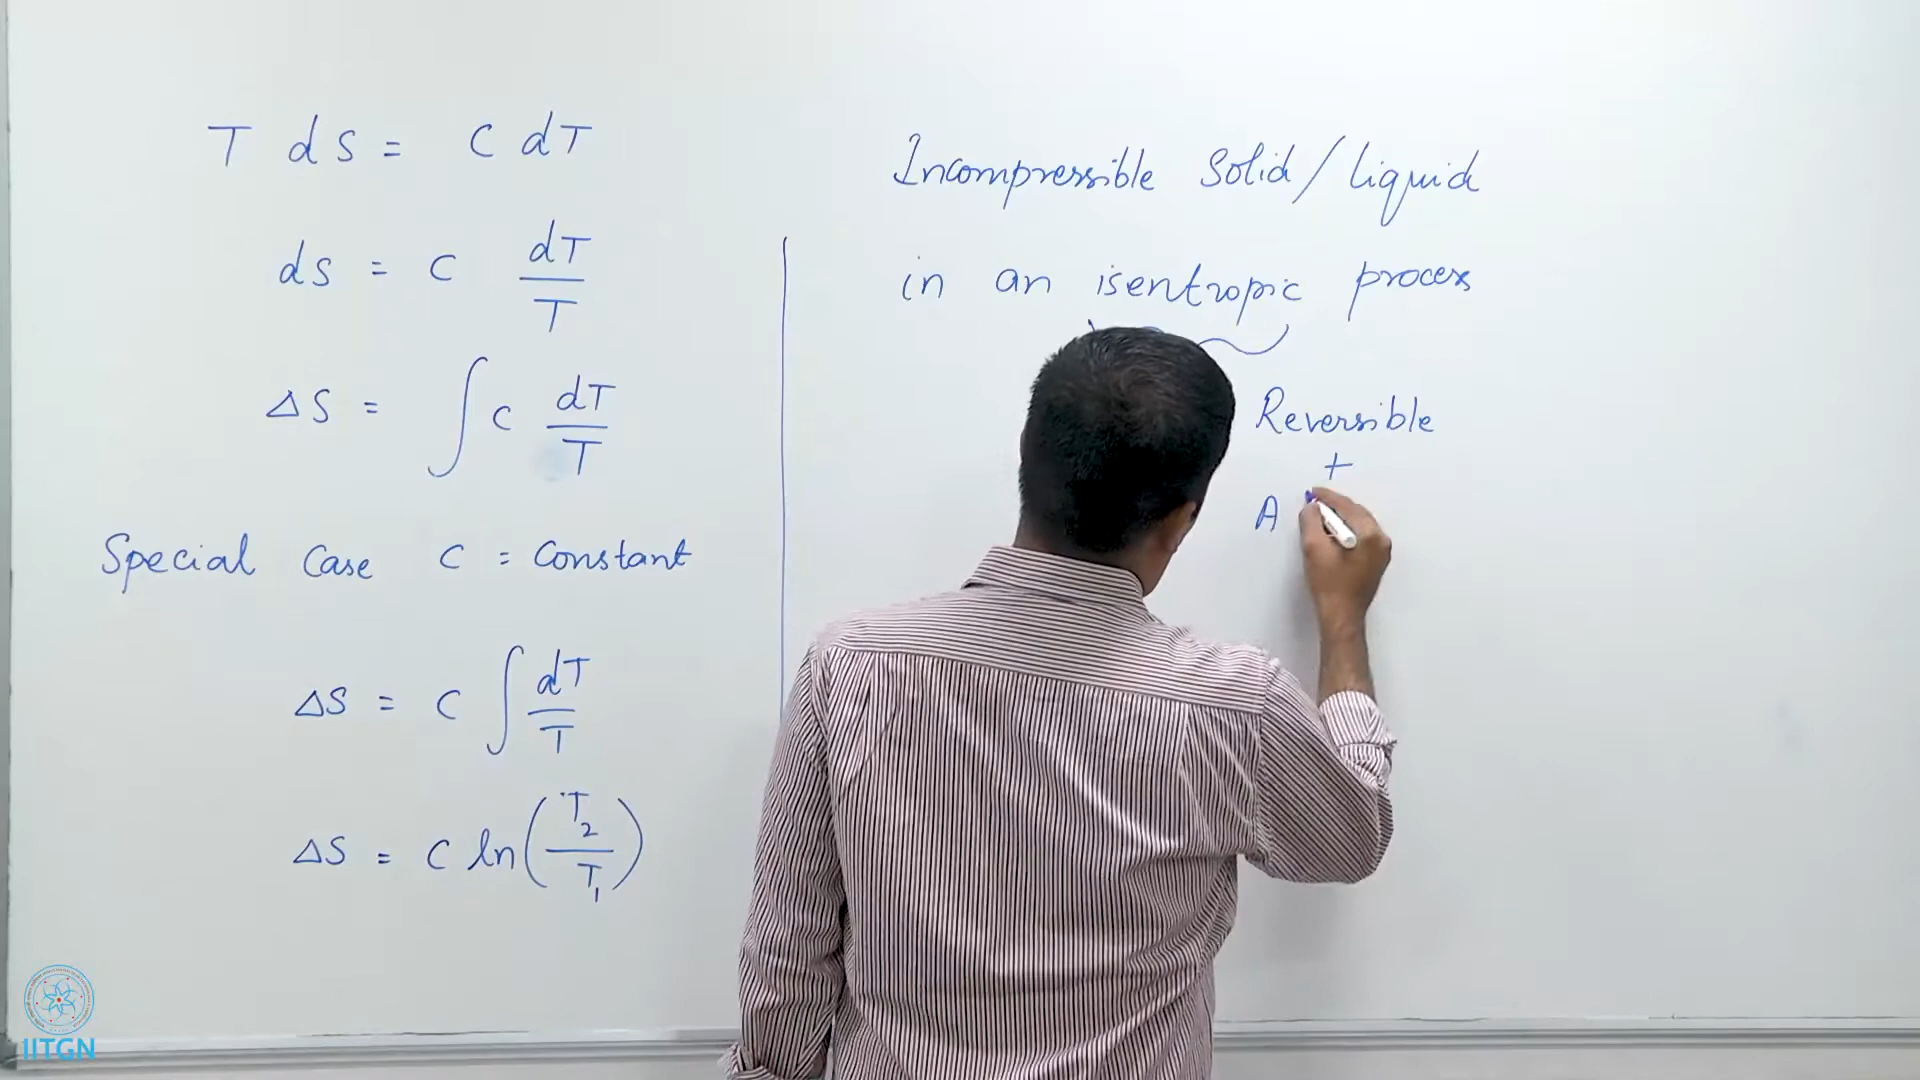 T dS = C dT
dS = C dT/T
ΔS = ∫ C dT/T
Special Case C = Constant
ΔS = C ∫ dT/T
ΔS = C ln(T₂/T₁)
Incompressible Solid/Liquid
in an isentropic process
Reversible
+
A
IITGN